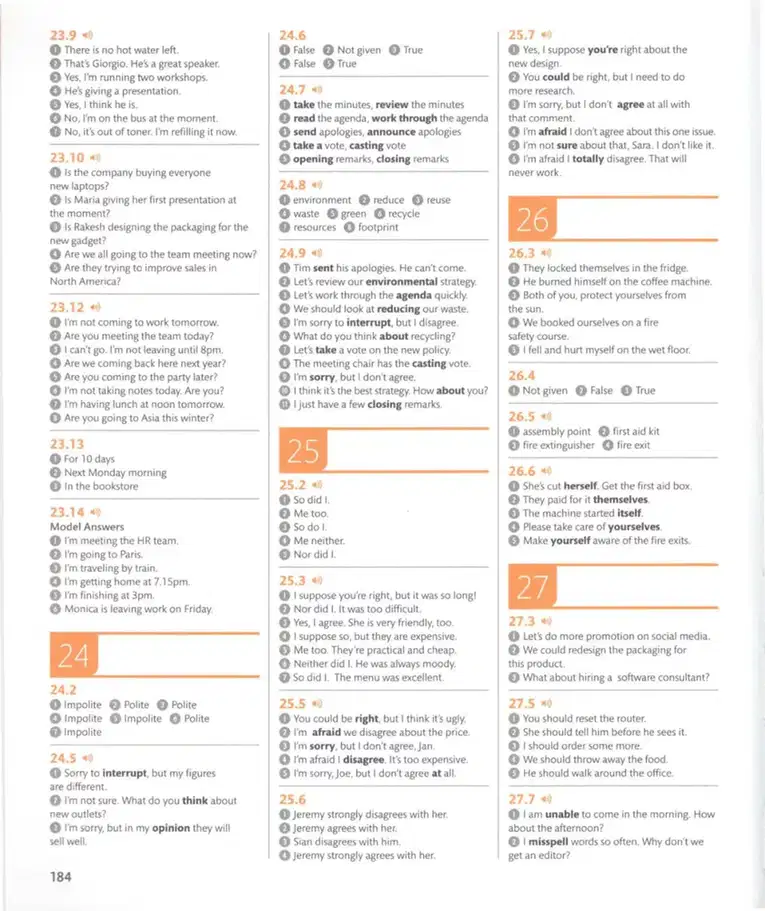 23.9
1 There is no hot water left.
2 That's Giorgio. He's a great speaker.
3 Yes, I'm running two workshops.
4 He's giving a presentation.
5 Yes, I think he is.
6 No, I'm on the bus at the moment.
7 No, it's out of toner. I'm refilling it now.
23.10
1 Is the company buying everyone
new laptops?
2 Is Maria giving her first presentation at
the moment?
3 Is Rakesh designing the packaging for the
new gadget?
4 Are we all going to the team meeting now?
5 Are they trying to improve sales in
North America?
23.12
1 I'm not coming to work tomorrow.
2 Are you meeting the team today?
3 I can't go. I'm not leaving until 8pm.
4 Are we coming back here next year?
5 Are you coming to the party later?
6 I'm not taking notes today. Are you?
7 I'm having lunch at noon tomorrow.
8 Are you going to Asia this winter?
23.13
1 For 10 days
2 Next Monday morning
3 In the bookstore
23.14
Model Answers
1 I'm meeting the HR team.
2 I'm going to Paris.
3 I'm traveling by train.
4 I'm getting home at 7.15pm.
5 I'm finishing at 3pm.
6 Monica is leaving work on Friday.
24
24.2
1 Impolite 2 Polite 3 Polite
4 Impolite 5 Impolite 6 Polite
7 Impolite
24.5
1 Sorry to interrupt, but my figures
are different.
2 I'm not sure. What do you think about
new outlets?
3 I'm sorry, but in my opinion they will
sell well.
184
24.6
1 False 2 Not given 3 True
4 False 5 True
24.7
1 take the minutes, review the minutes
2 read the agenda, work through the agenda
3 send apologies, announce apologies
4 take a vote, casting vote
5 opening remarks, closing remarks
24.8
1 environment 2 reduce 3 reuse
4 waste 5 green 6 recycle
7 resources 8 footprint
24.9
1 Tim sent his apologies. He can't come.
2 Let's review our environmental strategy.
3 Let's work through the agenda quickly.
4 We should look at reducing our waste.
5 I'm sorry to interrupt, but I disagree.
6 What do you think about recycling?
7 Let's take a vote on the new policy.
8 The meeting chair has the casting vote.
9 I'm sorry, but I don't agree.
10 I think it's the best strategy. How about you?
11 I just have a few closing remarks.
25
25.2
1 So did I.
2 Me too.
3 So do I.
4 Me neither.
5 Nor did I.
25.3
1 I suppose you're right, but it was so long!
2 Nor did I. It was too difficult.
3 Yes, I agree. She is very friendly, too.
4 I suppose so, but they are expensive.
5 Me too. They're practical and cheap.
6 Neither did I. He was always moody.
7 So did I. The menu was excellent.
25.5
1 You could be right, but I think it's ugly.
2 I'm afraid we disagree about the price.
3 I'm sorry, but I don't agree, Jan.
4 I'm afraid I disagree. It's too expensive.
5 I'm sorry, Joe, but I don't agree at all.
25.6
1 Jeremy strongly disagrees with her.
2 Jeremy agrees with her.
3 Sian disagrees with him.
4 Jeremy strongly agrees with her.
25.7
1 Yes, I suppose you're right about the
new design.
2 You could be right, but I need to do
more research.
3 I'm sorry, but I don't agree at all with
that comment.
4 I'm afraid I don't agree about this one issue.
5 I'm not sure about that, Sara. I don't like it.
6 I'm afraid I totally disagree. That will
never work.
26
26.3
1 They locked themselves in the fridge.
2 He burned himself on the coffee machine.
3 Both of you, protect yourselves from
the sun.
4 We booked ourselves on a fire
safety course.
5 I fell and hurt myself on the wet floor.
26.4
1 Not given 2 False 3 True
26.5
1 assembly point 2 first aid kit
3 fire extinguisher 4 fire exit
26.6
1 She's cut herself. Get the first aid box.
2 They paid for it themselves.
3 The machine started itself.
4 Please take care of yourselves.
5 Make yourself aware of the fire exits.
27
27.3
1 Let's do more promotion on social media.
2 We could redesign the packaging for
this product.
3 What about hiring a software consultant?
27.5
1 You should reset the router.
2 She should tell him before he sees it.
3 I should order some more.
4 We should throw away the food.
5 He should walk around the office.
27.7
1 I am unable to come in the morning. How
about the afternoon?
2 I misspell words so often. Why don't we
get an editor?